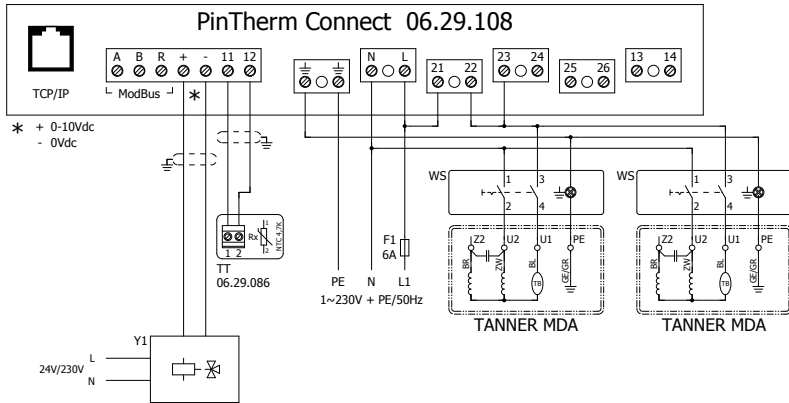 PinTherm Connect 06.29.108
A B R + - 11 12
N L
21 22
23 24
25 26
13 14
TCP/IP
ModBus
*
* + 0-10Vdc
- 0Vdc
WS
1 3
2 4
WS
1 3
2 4
Rx
1
2
NTC 4,7K
1 2
TT
06.29.086
F1
6A
PE N L1
1~230V + PE/50Hz
Z2 U2 U1 PE
BR ZW BL GE/GR
TB
TANNER MDA
Z2 U2 U1 PE
BR ZW BL GE/GR
TB
TANNER MDA
Y1
24V/230V
L
N